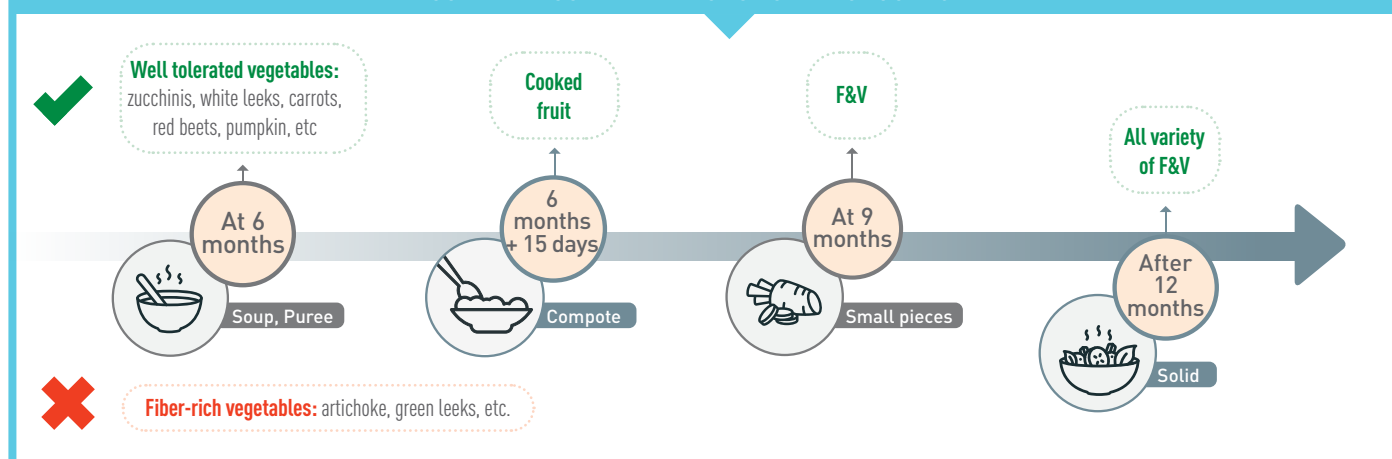 Well tolerated vegetables:
zucchinis, white leeks, carrots,
red beets, pumpkin, etc
At 6
months
Soup, Puree
Cooked
fruit
6
months
+ 15 days
Compote
F&V
At 9
months
Small pieces
All variety
of F&V
After
12
months
Solid
Fiber-rich vegetables: artichoke, green leeks, etc.